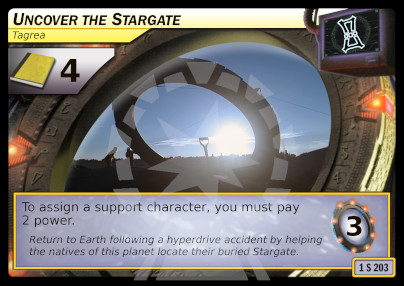 UNCOVER THE STARGATE
Tagrea
4
To assign a support character, you must pay
2 power.
Return to Earth following a hyperdrive accident by helping
the natives of this planet locate their buried Stargate.
3
1 S 203